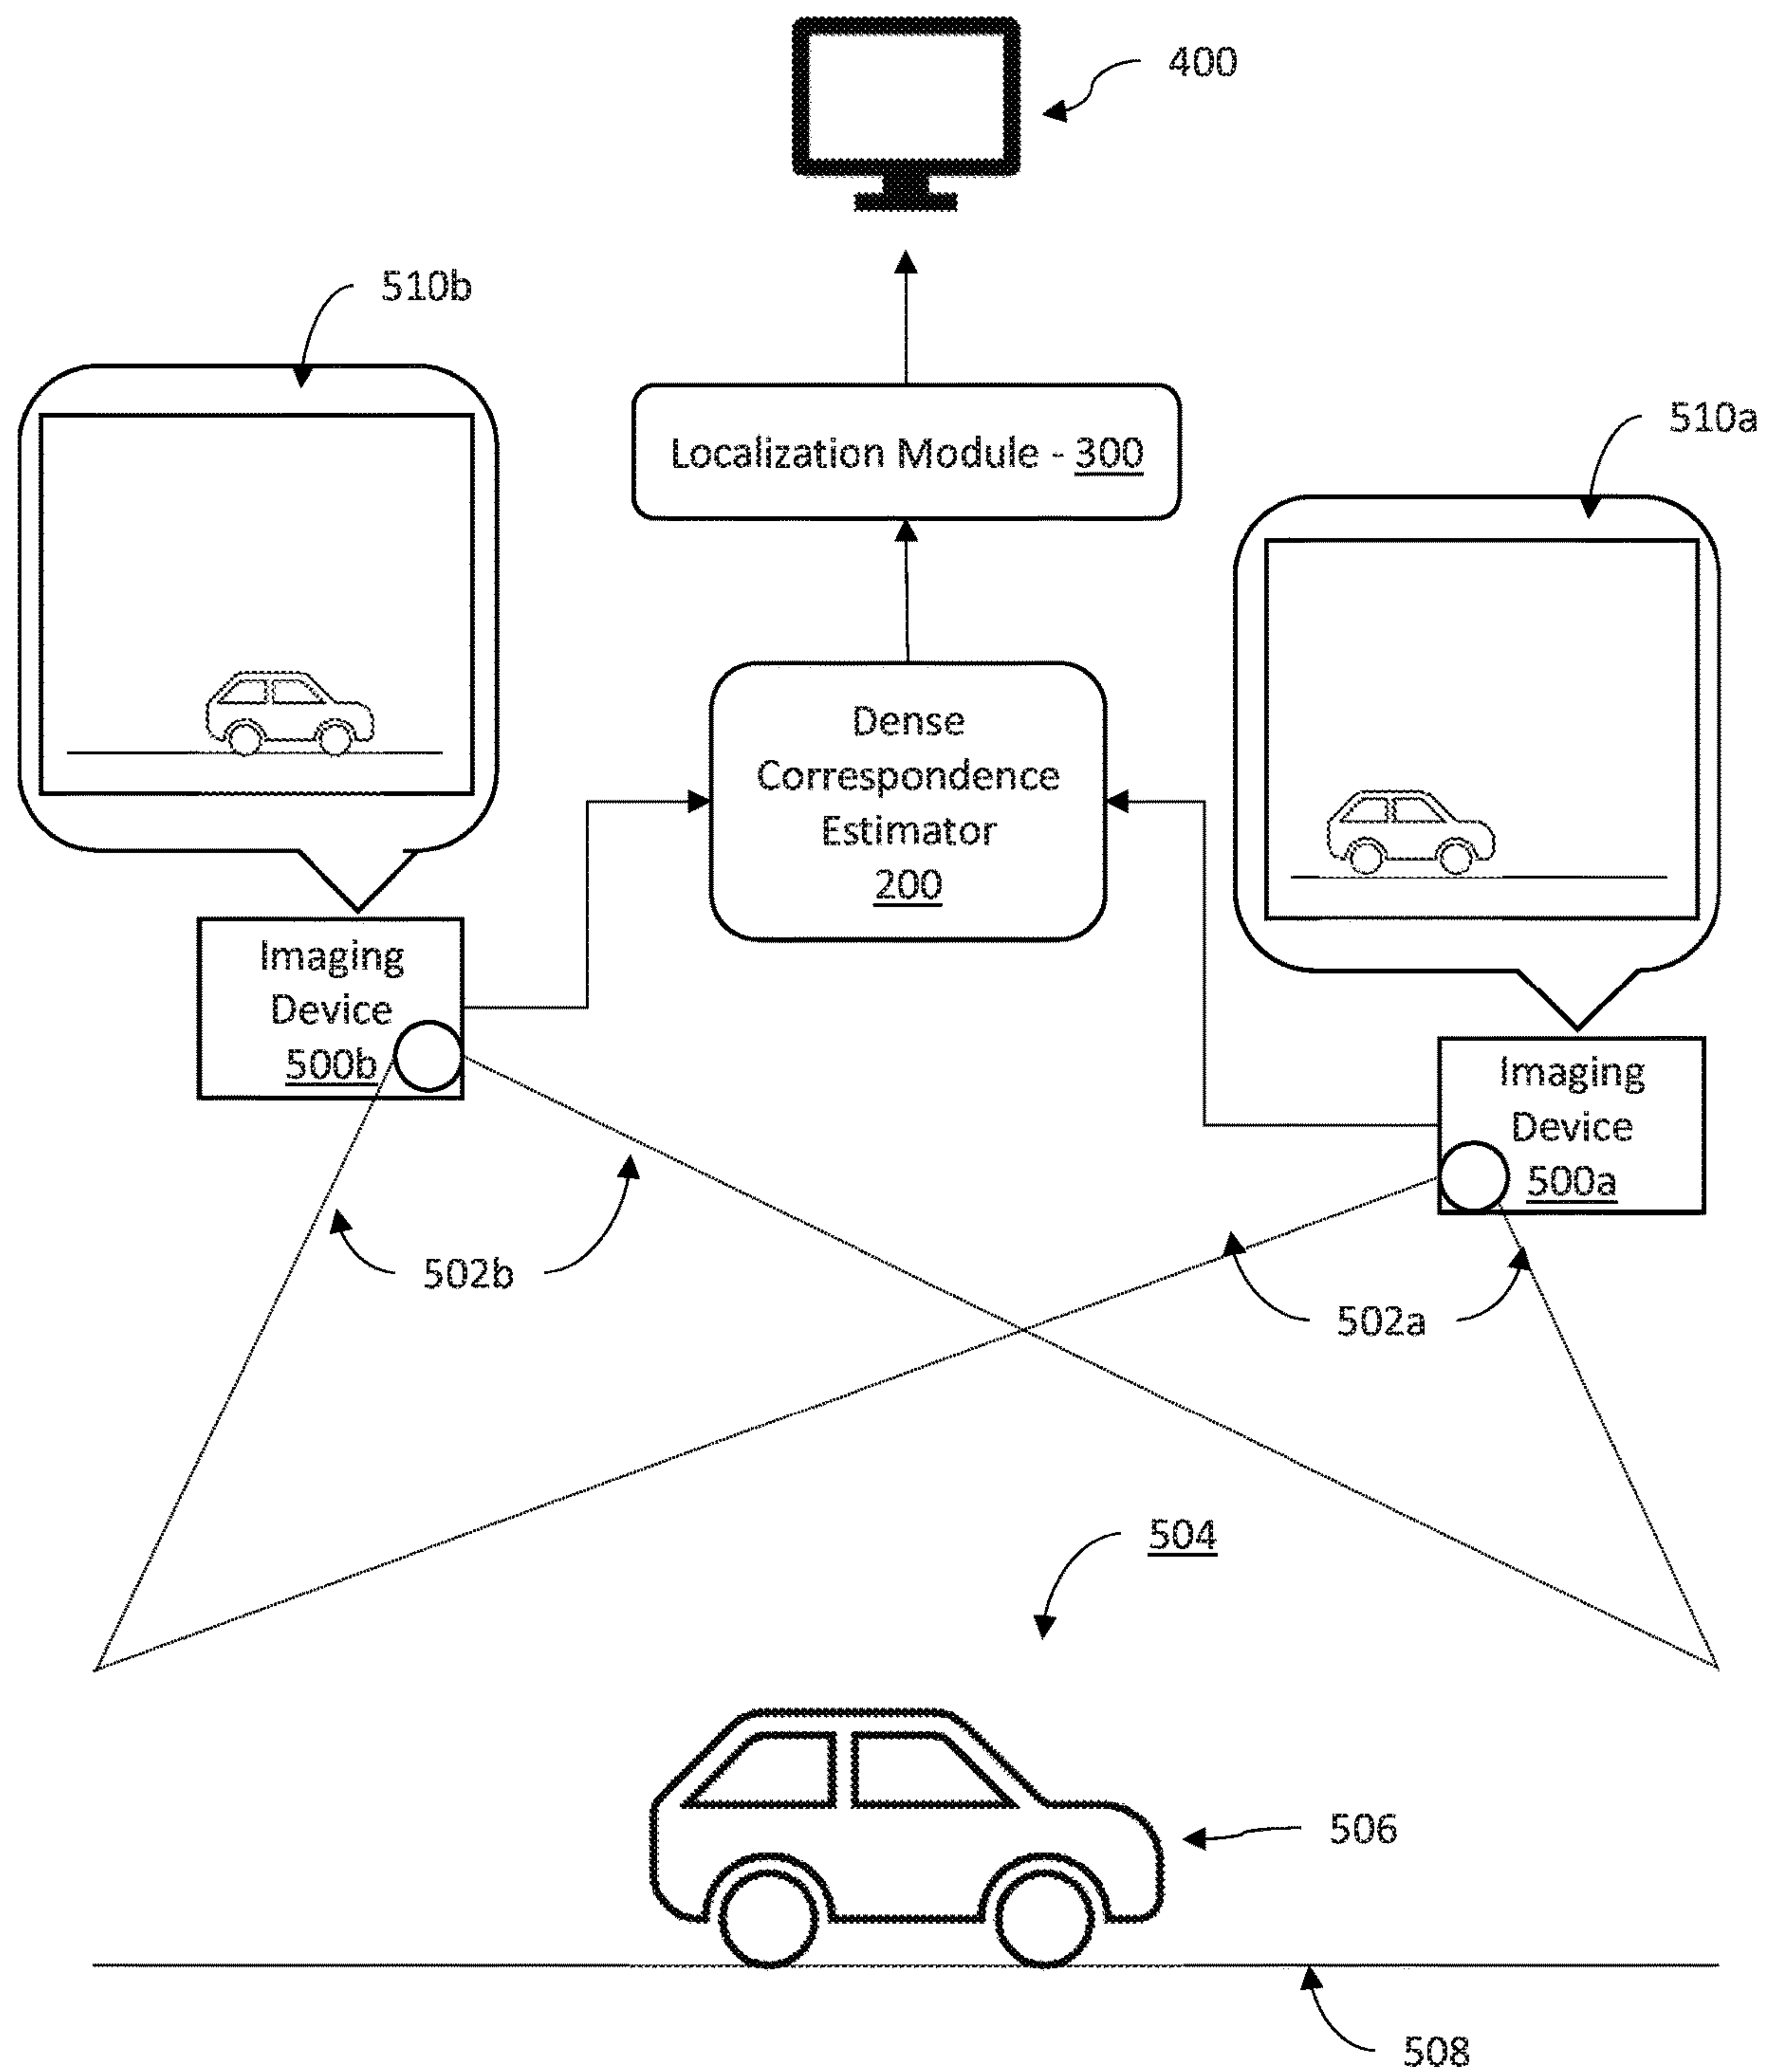 400
510b
510a
Localization Module - 300
Dense
Correspondence
Estimator
200
Imaging
Device
500b
Imaging
Device
500a
502b
502a
504
506
508